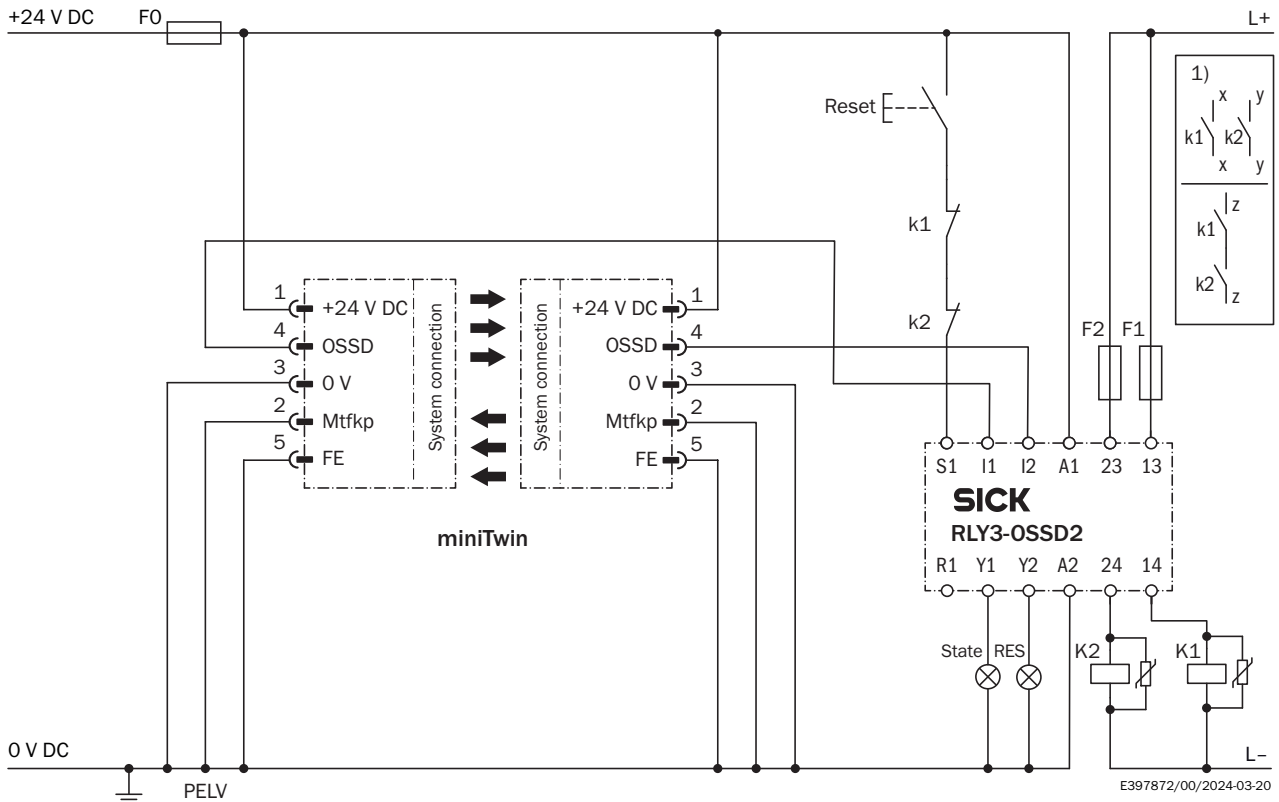 +24 V DC
F0
L+
1)
x
y
k1
k2
x
y
z
k1
k2
z
Reset
k1
k2
F2
F1
1
+24 V DC
4
OSSD
3
0 V
2
Mtfkp
5
FE
System connection
System connection
+24 V DC
1
OSSD
4
0 V
3
Mtfkp
2
FE
5
miniTwin
S1
I1
I2
A1
23
13
SICK
RLY3-OSSD2
R1
Y1
Y2
A2
24
14
State
RES
K2
K1
0 V DC
PELV
L–
E397872/00/2024-03-20